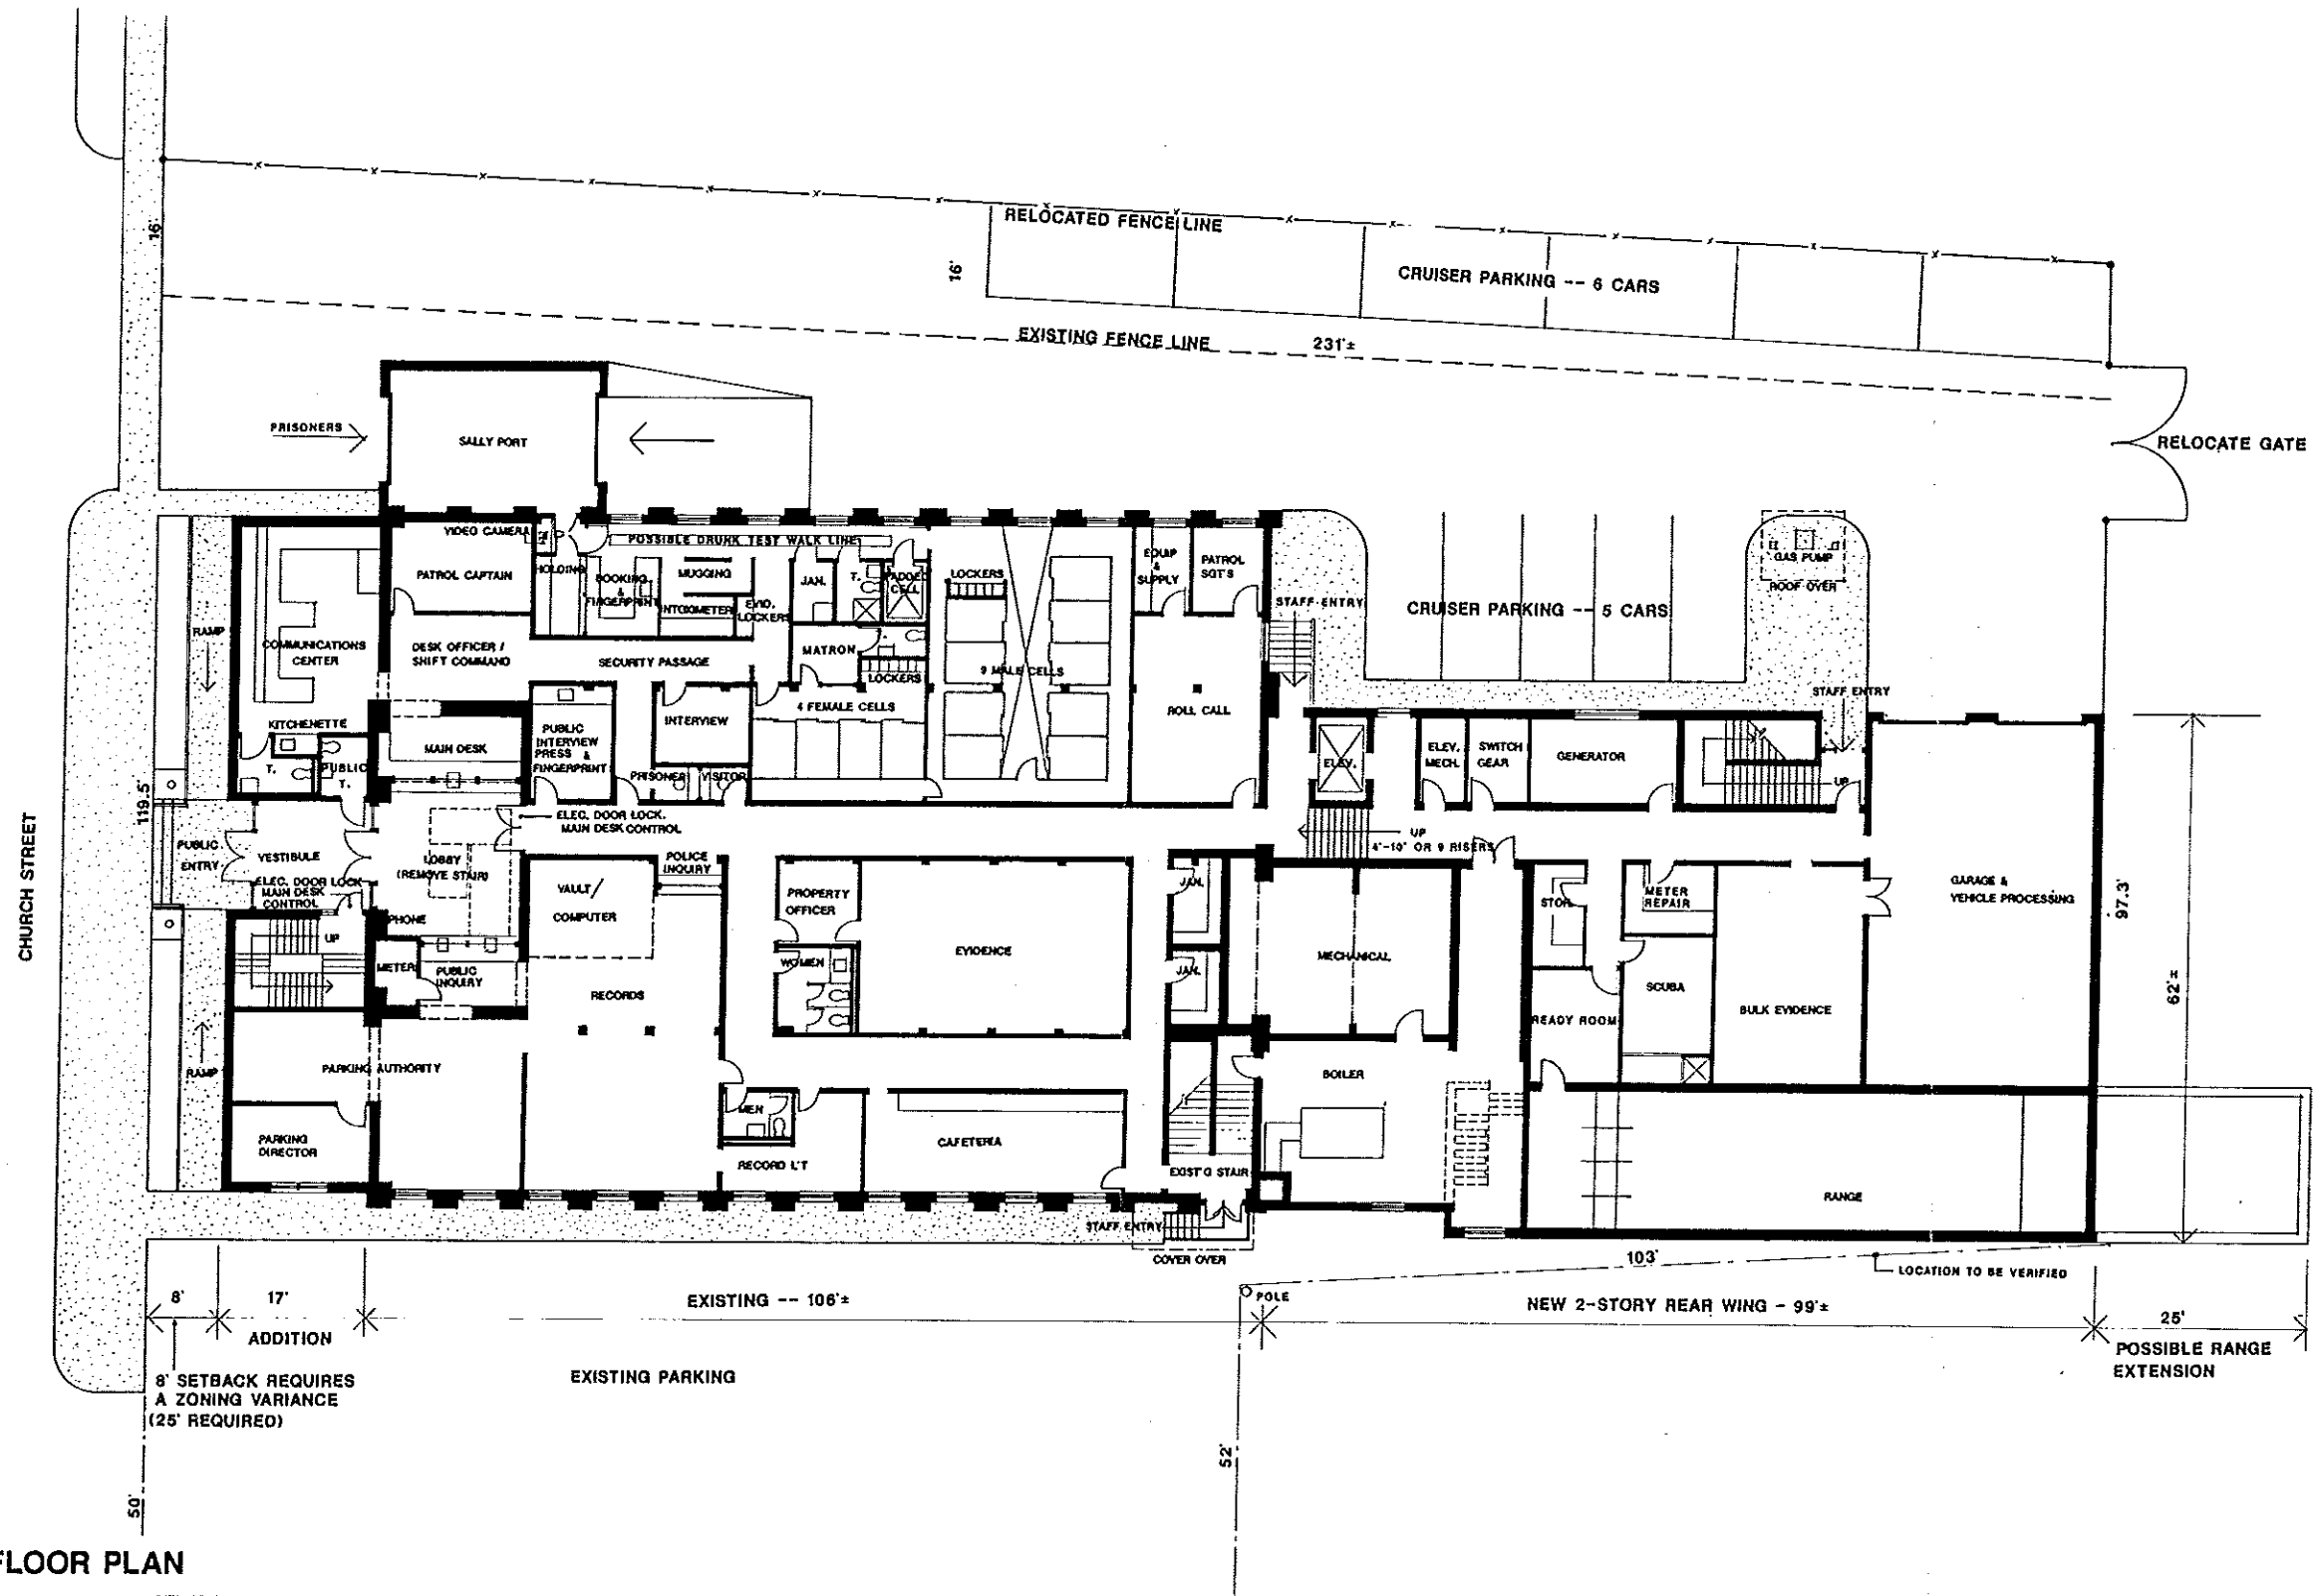 16'
RELOCATED FENCE LINE
16'
CRUISER PARKING -- 6 CARS
EXISTING FENCE LINE
231'±
PRISONERS
SALLY PORT
RELOCATE GATE
VIDEO CAMERA
POSSIBLE DRUNK TEST WALK LINE
PATROL CAPTAIN
HOLDING
BOOKING
&
FINGERPRINT
MUGGING
INTOXIMETER
EVID.
LOCKERS
JAN.
T.
PADDED
CELL
LOCKERS
EQUIP
&
SUPPLY
PATROL
SGT'S
GAS PUMP
ROOF OVER
STAFF ENTRY
CRUISER PARKING -- 5 CARS
RAMP
COMMUNICATIONS
CENTER
DESK OFFICER /
SHIFT COMMAND
SECURITY PASSAGE
MATRON
T.
LOCKERS
9 MALE CELLS
4 FEMALE CELLS
ROLL CALL
STAFF ENTRY
INTERVIEW
KITCHENETTE
MAIN DESK
PUBLIC
INTERVIEW
PRESS &
FINGERPRINT
T.
PUBLIC
T.
PRISONER
VISITOR
ELEV.
ELEV.
MECH.
SWITCH
GEAR
GENERATOR
UP
119.5'
CHURCH STREET
ELEC. DOOR LOCK.
MAIN DESK CONTROL
PUBLIC
ENTRY
VESTIBULE
LOBBY
(REMOVE STAIR)
POLICE
INQUIRY
UP
4'-10" OR 9 RISERS
ELEC. DOOR LOCK
MAIN DESK
CONTROL
VAULT/
COMPUTER
PROPERTY
OFFICER
JAN.
STOR.
METER
REPAIR
GARAGE &
VEHICLE PROCESSING
97.3'
PHONE
UP
METER
PUBLIC
INQUIRY
RECORDS
WOMEN
EVIDENCE
JAN.
MECHANICAL
SCUBA
READY ROOM
BULK EVIDENCE
62'H
RAMP
PARKING AUTHORITY
BOILER
PARKING
DIRECTOR
MEN
RECORD L'T
CAFETERIA
EXIST'G STAIR
RANGE
STAFF ENTRY
COVER OVER
103'
LOCATION TO BE VERIFIED
8'
17'
ADDITION
EXISTING -- 106'±
POLE
NEW 2-STORY REAR WING - 99'±
25'
POSSIBLE RANGE
EXTENSION
8' SETBACK REQUIRES
A ZONING VARIANCE
(25' REQUIRED)
EXISTING PARKING
50'
52'
FLOOR PLAN